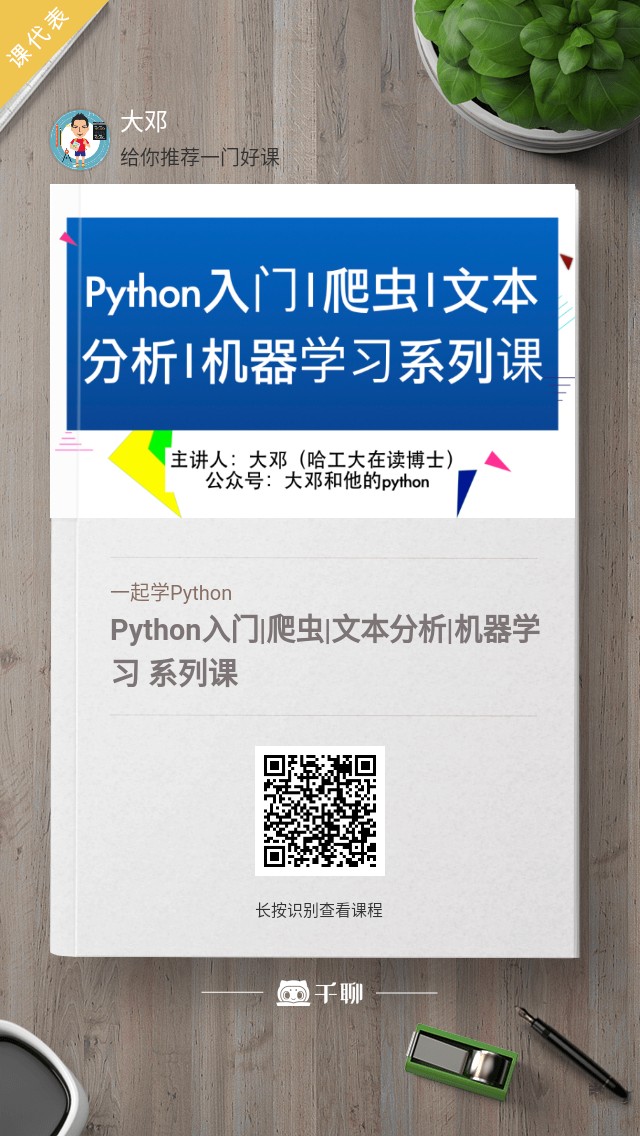 课代表
大邓
给你推荐一门好课
Python入门|爬虫|文本
分析|机器学习系列课
主讲人：大邓（哈工大在读博士）
公众号：大邓和他的python
一起学Python
Python入门|爬虫|文本分析|机器学
习 系列课
长按识别查看课程
千聊